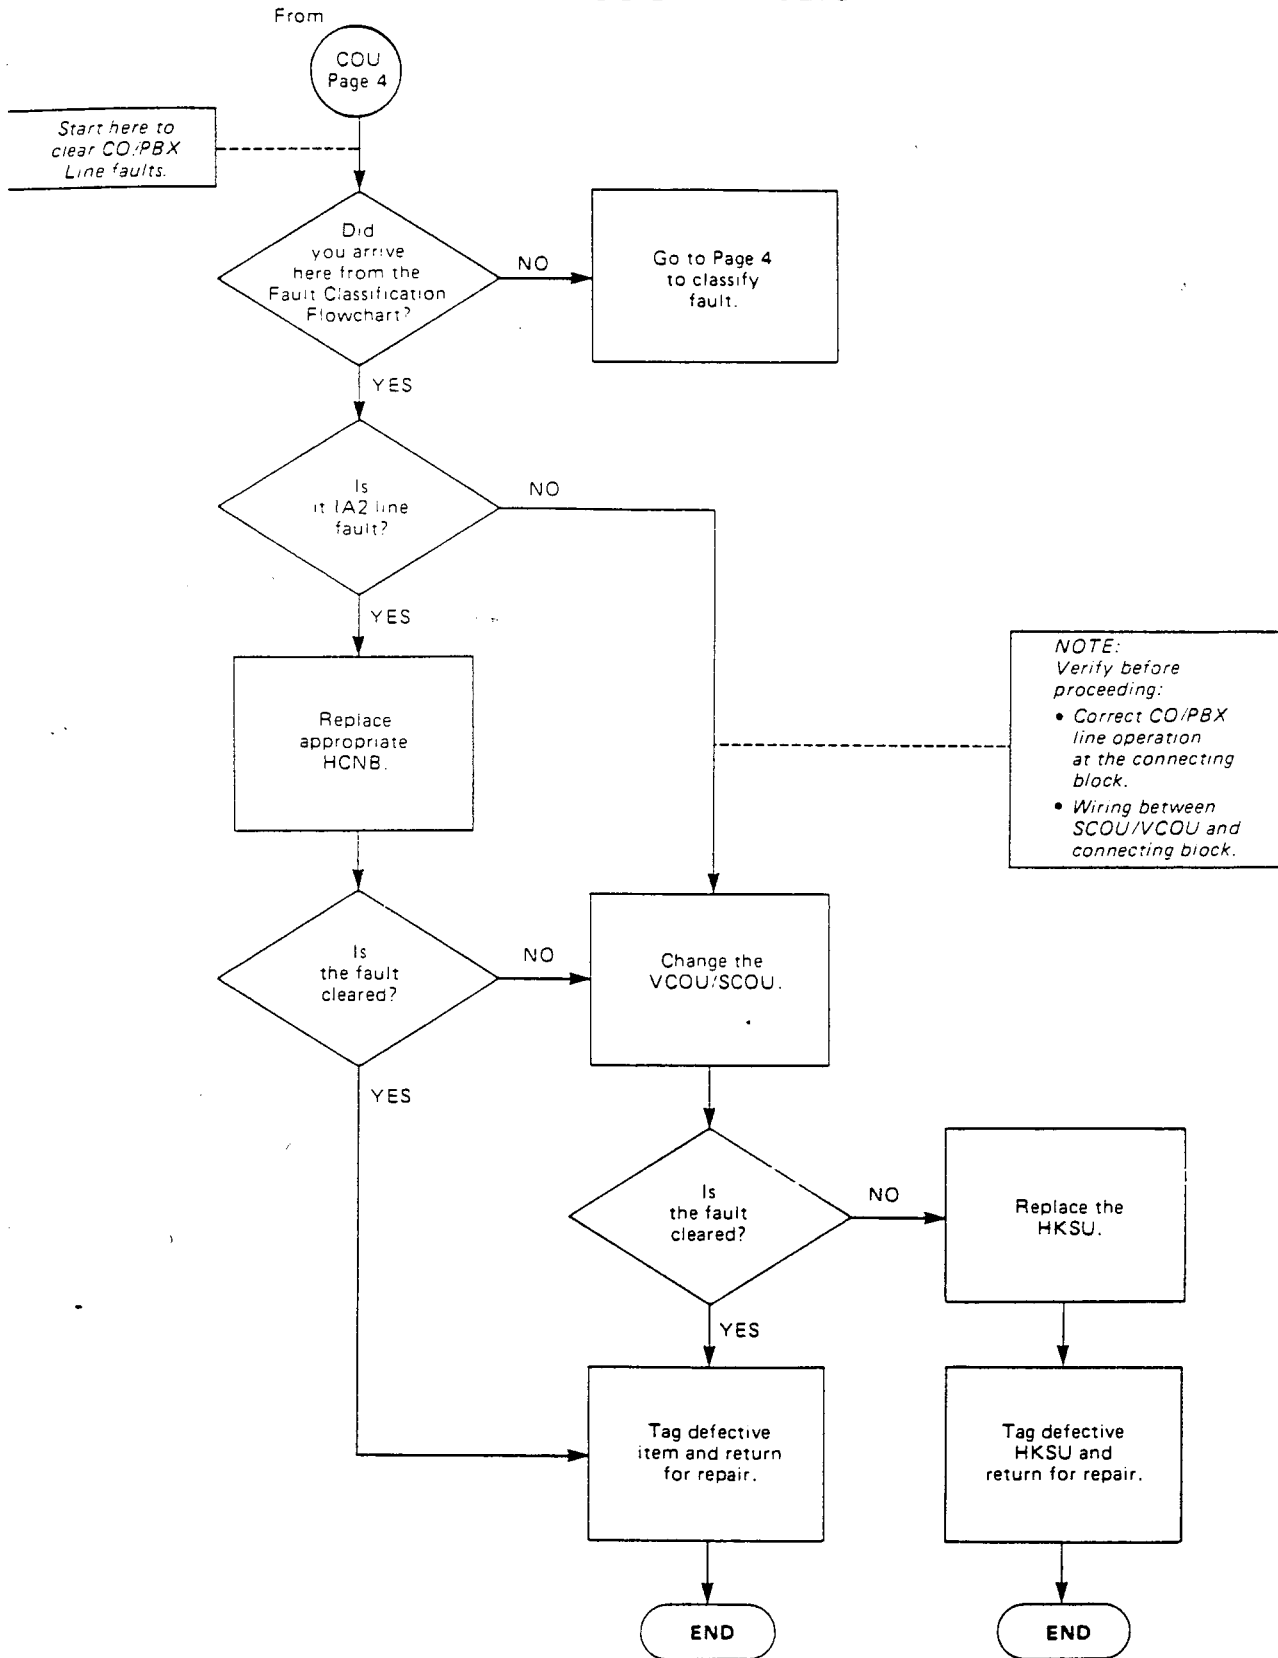 From
COU
Page 4
Start here to
clear CO/PBX
Line faults.
Did
you arrive
here from the
Fault Classification
Flowchart?
NO
Go to Page 4
to classify
fault.
YES
Is
it 1A2 line
fault?
NO
YES
NOTE:
Verify before
proceeding:
• Correct CO/PBX
line operation
at the connecting
block.
• Wiring between
SCOU/VCOU and
connecting block.
Replace
appropriate
HCNB.
Is
the fault
cleared?
NO
Change the
VCOU/SCOU.
YES
Is
the fault
cleared?
NO
Replace the
HKSU.
YES
Tag defective
item and return
for repair.
Tag defective
HKSU and
return for repair.
END
END